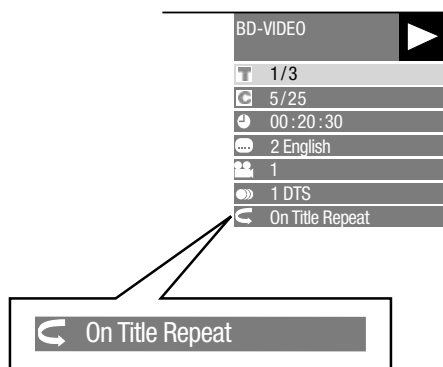 BD-VIDEO
T 1/3
C 5/25
00:20:30
2 English
1
1 DTS
On Title Repeat
On Title Repeat